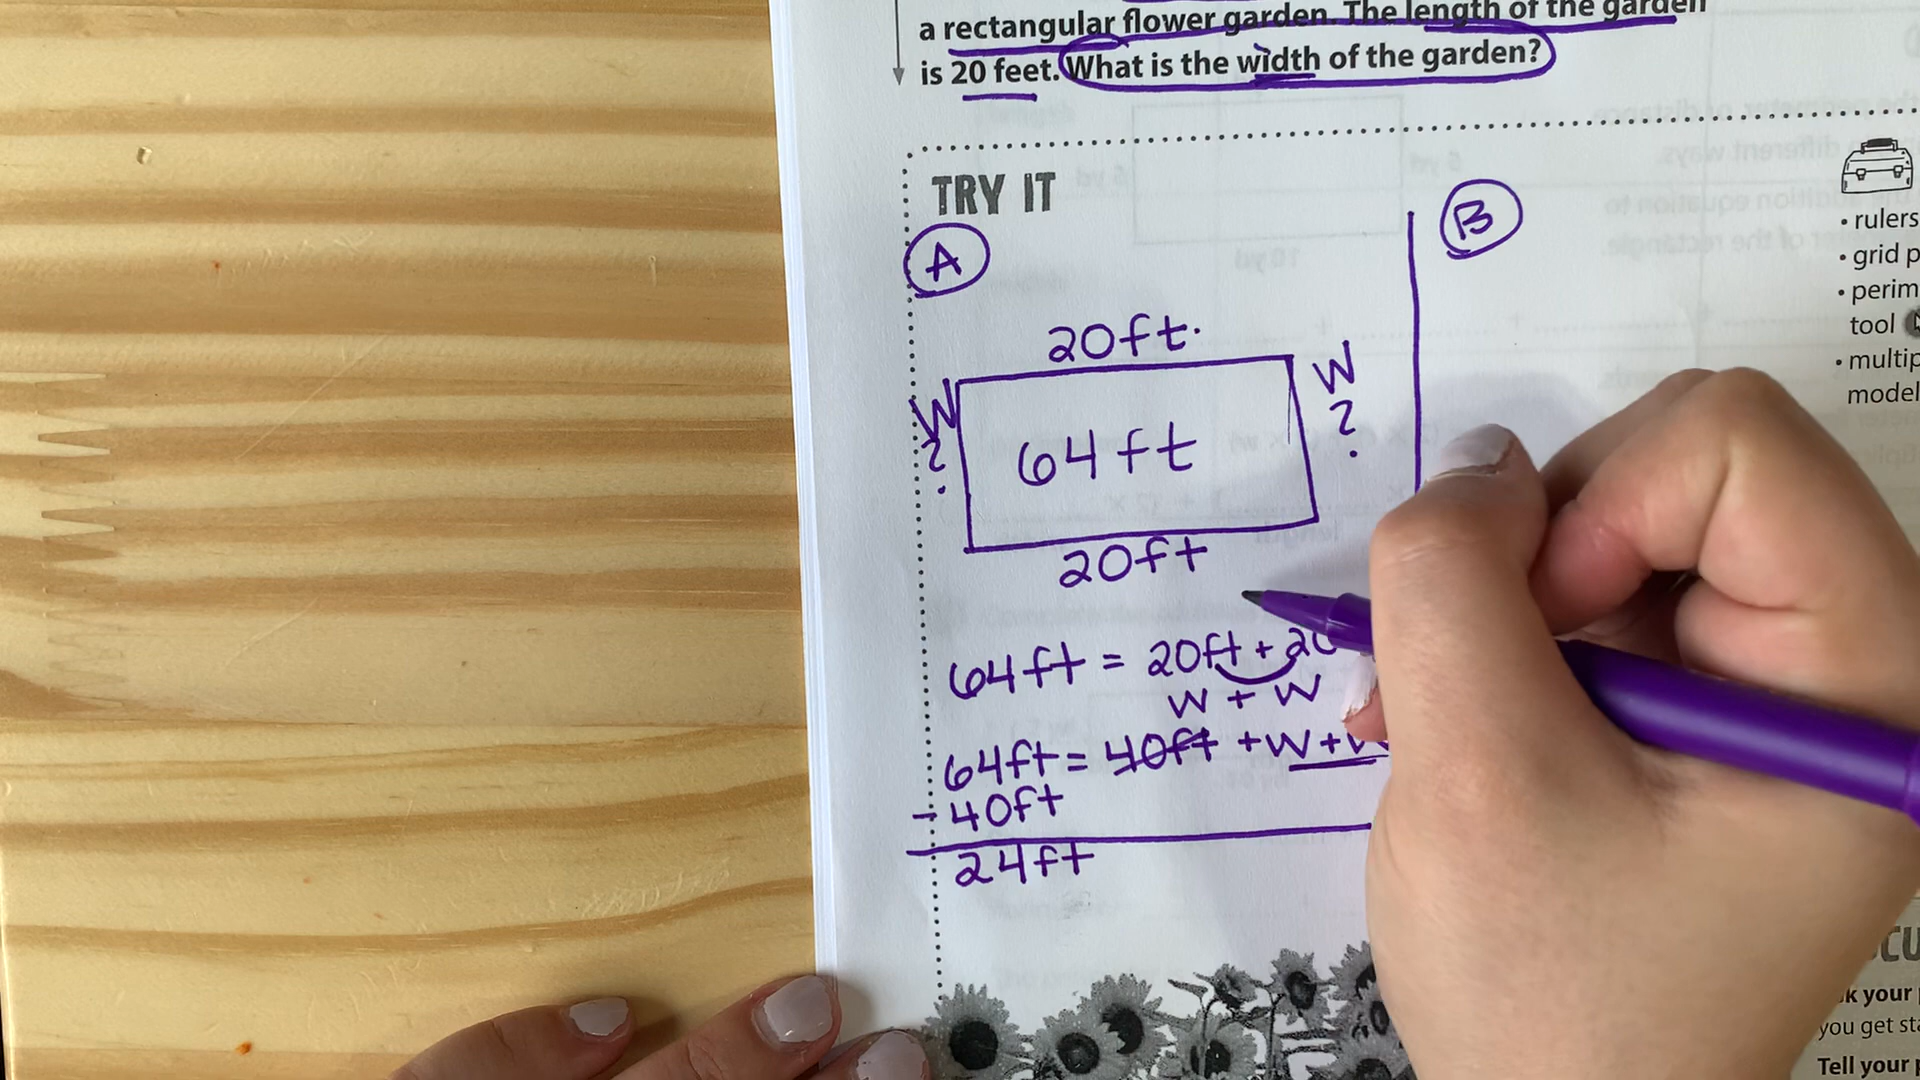 a rectangular flower garden. The length of the garden
is 20 feet. What is the width of the garden?
TRY IT
A
B
• rulers
• grid p
• perim
tool
• multip
model
20ft.
W
?
64ft
W
?
20ft
64ft = 20ft + 20
W + W
64ft = 40ft + W + W
- 40ft
24ft
k your
you get sta
Tell your